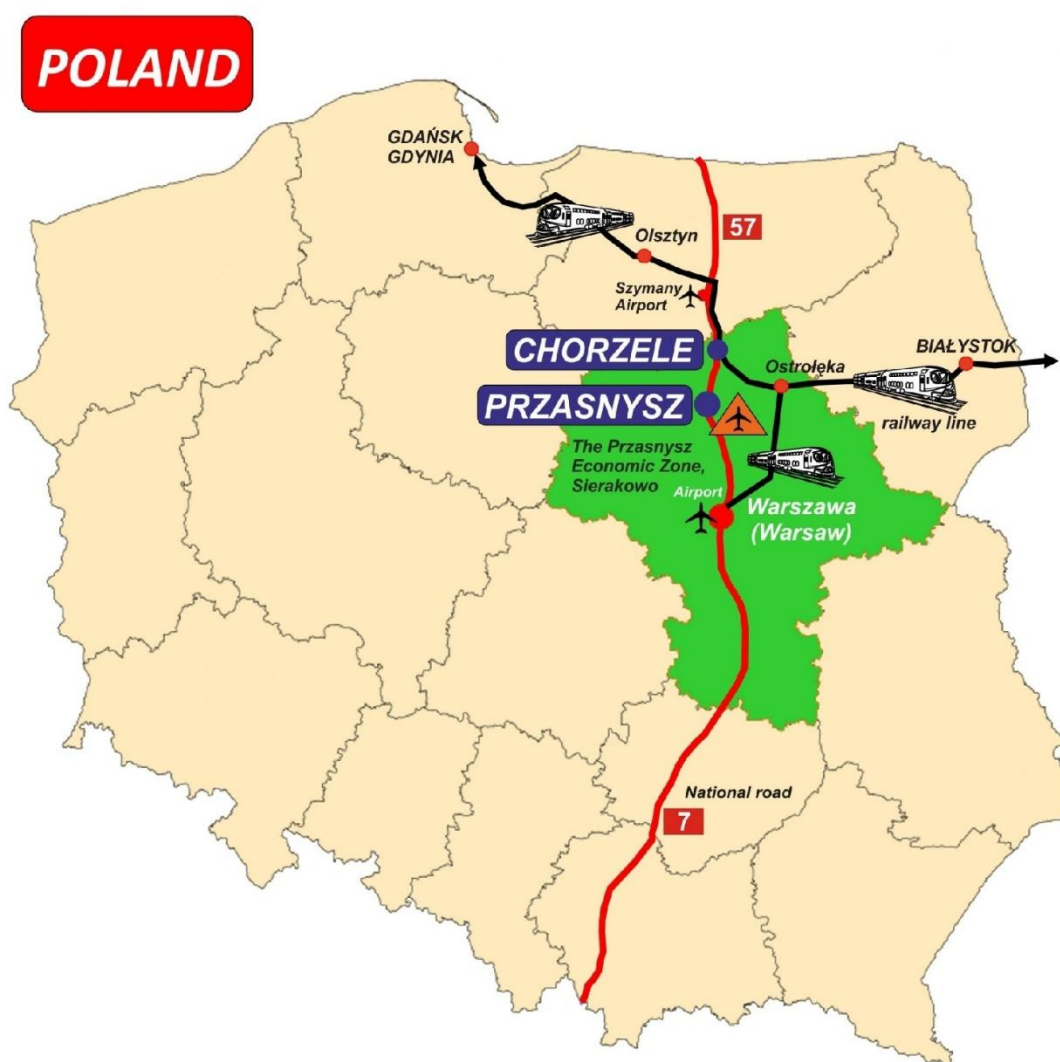 POLAND
GDAŃSK
GDYNIA
57
Olsztyn
Szymany
Airport
CHORZELE
BIAŁYSTOK
Ostrołęka
PRZASNYSZ
railway line
The Przasnysz
Economic Zone,
Sierakowo
Airport
Warszawa
(Warsaw)
National road
7